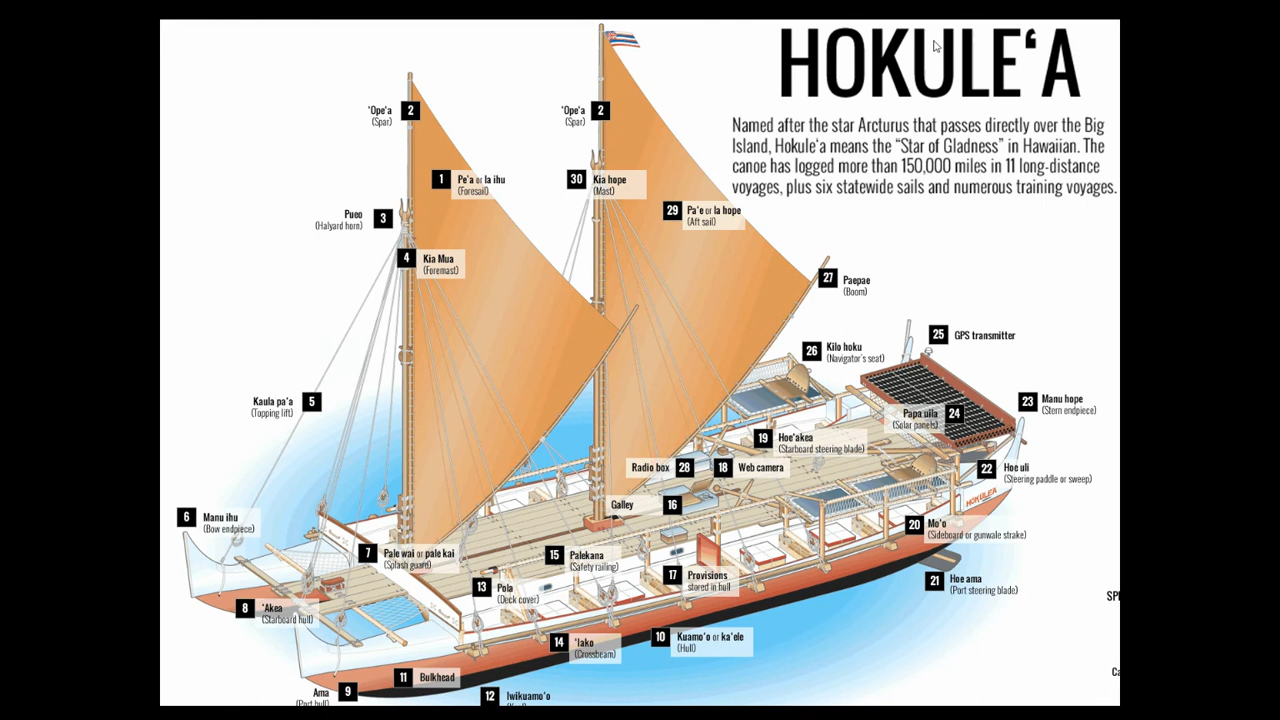 HOKULE‘A
Named after the star Arcturus that passes directly over the Big
Island, Hokule‘a means the “Star of Gladness” in Hawaiian. The
canoe has logged more than 150,000 miles in 11 long-distance
voyages, plus six statewide sails and numerous training voyages.
‘Ope‘a
(Spar)
2
‘Ope‘a
(Spar)
2
1
Pe‘a or la ihu
(Foresail)
30
Kia hope
(Mast)
29
Pa‘e or la hope
(Aft sail)
Pueo
(Halyard horn)
3
4
Kia Mua
(Foremast)
27
Paepae
(Boom)
25
GPS transmitter
26
Kilo hoku
(Navigator's seat)
Kaula pa‘a
(Topping lift)
5
23
Manu hope
(Stern endpiece)
Papa uila
(Solar panels)
24
19
Hoe‘akea
(Starboard steering blade)
Radio box
28
18
Web camera
22
Hoe uli
(Steering paddle or sweep)
HOKULE‘A
Galley
16
6
Manu ihu
(Bow endpiece)
20
Mo‘o
(Sideboard or gunwale strake)
7
Pale wai or pale kai
(Splash guard)
15
Palekana
(Safety railing)
17
Provisions
stored in hull
21
Hoe ama
(Port steering blade)
13
Pola
(Deck cover)
8
‘Akea
(Starboard hull)
14
‘Iako
(Crossbeam)
10
Kuamo‘o or ka‘ele
(Hull)
11
Bulkhead
Ama
(Port hull)
9
12
Iwikuamo‘o